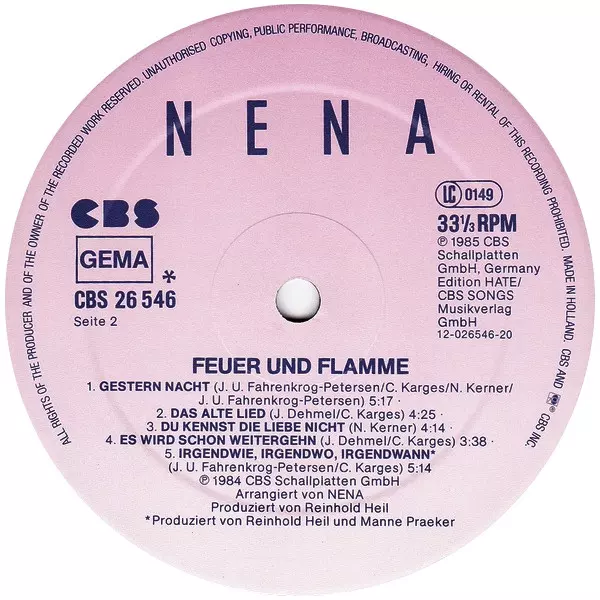 ALL RIGHTS OF THE PRODUCER AND OF THE OWNER OF THE RECORDED WORK RESERVED. UNAUTHORISED COPYING, PUBLIC PERFORMANCE, BROADCASTING, HIRING OR RENTAL OF THIS RECORDING PROHIBITED. MADE IN HOLLAND. CBS AND ® CBS INC.
NENA
CBS
GEMA *
CBS 26 546
Seite 2
LC 0149
33⅓ RPM
℗ 1985 CBS
Schallplatten
GmbH, Germany
Edition HATE/
CBS SONGS
Musikverlag
GmbH
12-026546-20
FEUER UND FLAMME
1. GESTERN NACHT (J. U. Fahrenkrog-Petersen/C. Karges/N. Kerner/
J. U. Fahrenkrog-Petersen) 5:17 ·
2. DAS ALTE LIED (J. Dehmel/C. Karges) 4:25 ·
3. DU KENNST DIE LIEBE NICHT (N. Kerner) 4:14 ·
4. ES WIRD SCHON WEITERGEHN (J. Dehmel/C. Karges) 3:38 ·
5. IRGENDWIE, IRGENDWO, IRGENDWANN*
(J. U. Fahrenkrog-Petersen/C. Karges) 5:14
℗ 1984 CBS Schallplatten GmbH
Arrangiert von NENA
Produziert von Reinhold Heil
*Produziert von Reinhold Heil und Manne Praeker